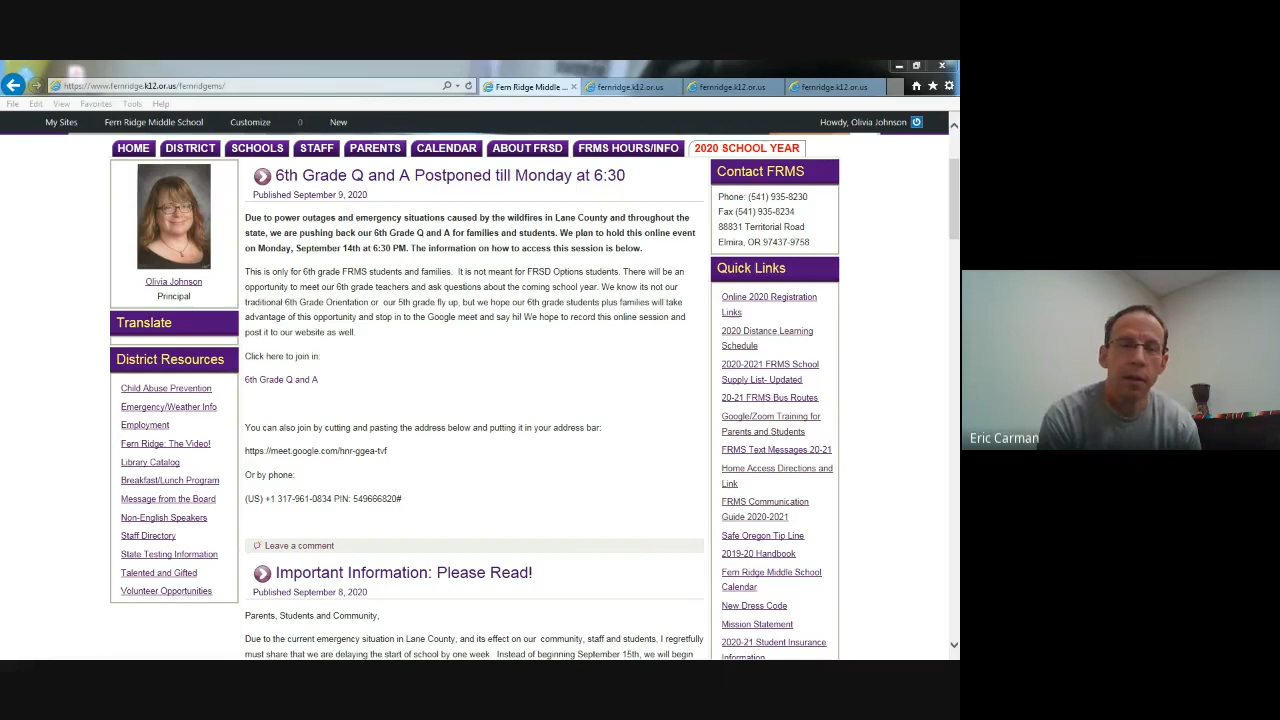 https://www.fernridge.k12.or.us/fernridgems/
Fern Ridge Middle ...
fernridge.k12.or.us
fernridge.k12.or.us
fernridge.k12.or.us
File Edit View Favorites Tools Help
My Sites Fern Ridge Middle School Customize 0 New Howdy, Olivia Johnson
HOME DISTRICT SCHOOLS STAFF PARENTS CALENDAR ABOUT FRSD FRMS HOURS/INFO 2020 SCHOOL YEAR
Olivia Johnson
Principal
Translate
District Resources
Child Abuse Prevention
Emergency/Weather Info
Employment
Fern Ridge: The Video!
Library Catalog
Breakfast/Lunch Program
Message from the Board
Non-English Speakers
Staff Directory
State Testing Information
Talented and Gifted
Volunteer Opportunities
6th Grade Q and A Postponed till Monday at 6:30
Published September 9, 2020
Due to power outages and emergency situations caused by the wildfires in Lane County and throughout the
state, we are pushing back our 6th Grade Q and A for families and students. We plan to hold this online event
on Monday, September 14th at 6:30 PM. The information on how to access this session is below.
This is only for 6th grade FRMS students and families. It is not meant for FRSD Options students. There will be an
opportunity to meet our 6th grade teachers and ask questions about the coming school year. We know its not our
traditional 6th Grade Orientation or our 5th grade fly up, but we hope our 6th grade students plus families will take
advantage of this opportunity and stop in to the Google meet and say hi! We hope to record this online session and
post it to our website as well.
Click here to join in:
6th Grade Q and A
You can also join by cutting and pasting the address below and putting it in your address bar:
https://meet.google.com/hnr-ggea-tvf
Or by phone:
(US) +1 317-961-0834 PIN: 549666820#
Leave a comment
Important Information: Please Read!
Published September 8, 2020
Parents, Students and Community,
Due to the current emergency situation in Lane County, and its effect on our community, staff and students, I regretfully
must share that we are delaying the start of school by one week Instead of beginning September 15th, we will begin
Contact FRMS
Phone: (541) 935-8230
Fax (541) 935-8234
88831 Territorial Road
Elmira, OR 97437-9758
Quick Links
Online 2020 Registration
Links
2020 Distance Learning
Schedule
2020-2021 FRMS School
Supply List- Updated
20-21 FRMS Bus Routes
Google/Zoom Training for
Parents and Students
FRMS Text Messages 20-21
Home Access Directions and
Link
FRMS Communication
Guide 2020-2021
Safe Oregon Tip Line
2019-20 Handbook
Fern Ridge Middle School
Calendar
New Dress Code
Mission Statement
2020-21 Student Insurance
Information
Eric Carman